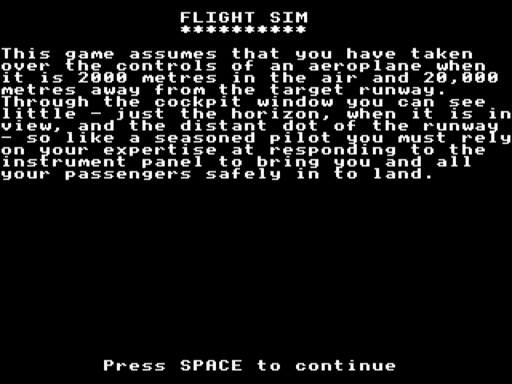 FLIGHT SIM
**********
This game assumes that you have taken
over the controls of an aeroplane when
it is 2000 metres in the air and 20,000
metres away from the target runway.
Through the cockpit window you can see
little - just the horizon, when it is in
view, and the distant dot of the runway
- so like a seasoned pilot you must rely
on your expertise at responding to the
instrument panel to bring you and all
your passengers safely in to land.
Press SPACE to continue